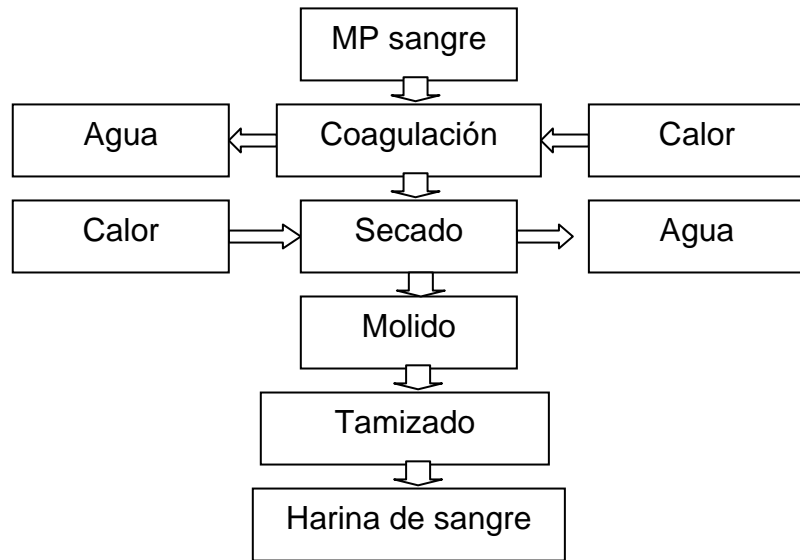 MP sangre
Agua
Coagulación
Calor
Calor
Secado
Agua
Molido
Tamizado
Harina de sangre